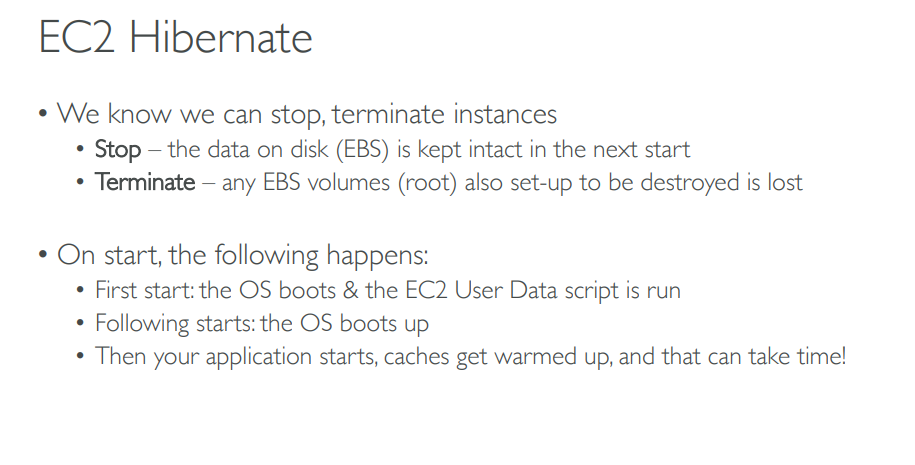 EC2 Hibernate
• We know we can stop, terminate instances
• Stop – the data on disk (EBS) is kept intact in the next start
• Terminate – any EBS volumes (root) also set-up to be destroyed is lost
• On start, the following happens:
• First start: the OS boots & the EC2 User Data script is run
• Following starts: the OS boots up
• Then your application starts, caches get warmed up, and that can take time!